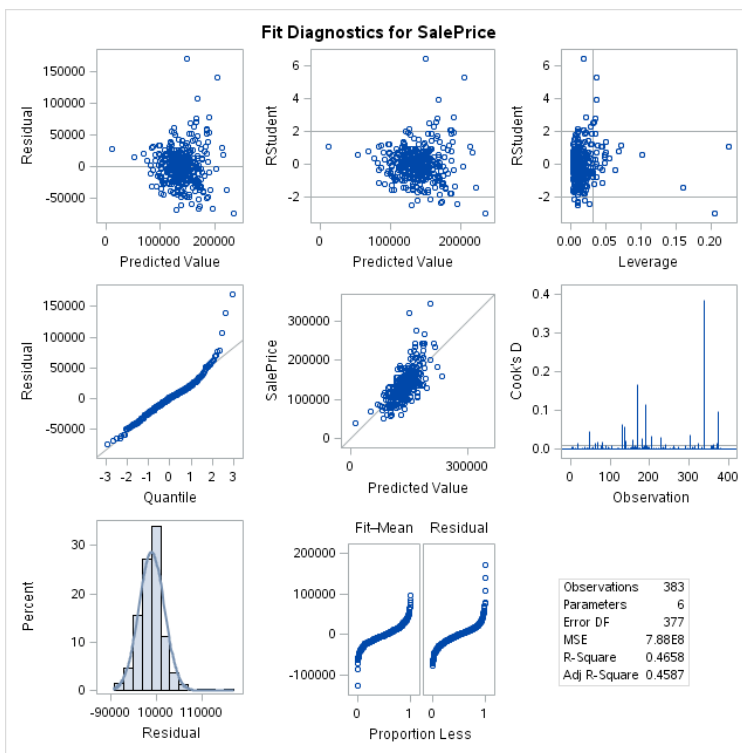 Fit Diagnostics for SalePrice
150000
100000
50000
0
-50000
Residual
0
100000
200000
Predicted Value
6
4
2
0
-2
RStudent
100000
200000
Predicted Value
6
4
2
0
-2
RStudent
0.00
0.05
0.10
0.15
0.20
Leverage
150000
100000
50000
0
-50000
Residual
-3
-2
-1
0
1
2
3
Quantile
300000
200000
100000
0
SalePrice
0
300000
Predicted Value
0.4
0.3
0.2
0.1
0.0
Cook's D
0
100
200
300
400
Observation
30
20
10
0
Percent
-90000
10000
110000
Residual
Fit–Mean
Residual
200000
100000
0
-100000
0
1
0
1
Proportion Less
Observations 383
Parameters 6
Error DF 377
MSE 7.88E8
R-Square 0.4658
Adj R-Square 0.4587